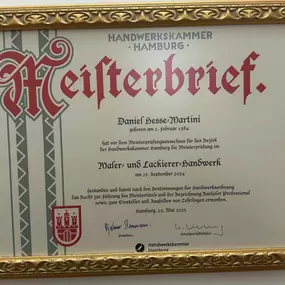 HANDWERKSKAMMER
· HAMBURG ·
Meisterbrief.
Daniel Hesse-Martini
geboren am 2. Februar 1984
hat vor dem Meisterprüfungsausschuss für den Bezirk
der Handwerkskammer Hamburg die Meisterprüfung im
Maler- und Lackierer-Handwerk
am 25. September 2024
bestanden und damit nach den Bestimmungen der Handwerksordnung
das Recht zur Führung des Meistertitels und der Bezeichnung Bachelor Professional
sowie zum Einstellen und Ausbilden von Lehrlingen erworben.
Hamburg, 19. Mai 2025
Handwerkskammer
Hamburg